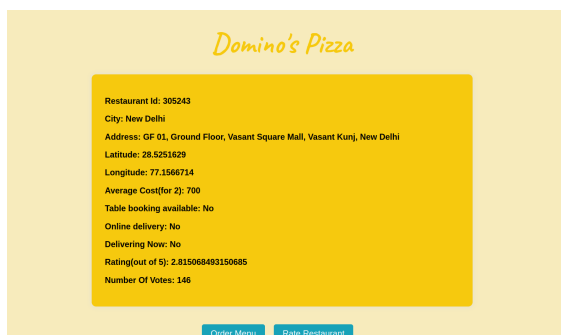 Domino's Pizza
Restaurant Id: 305243
City: New Delhi
Address: GF 01, Ground Floor, Vasant Square Mall, Vasant Kunj, New Delhi
Latitude: 28.5251629
Longitude: 77.1566714
Average Cost(for 2): 700
Table booking available: No
Online delivery: No
Delivering Now: No
Rating(out of 5): 2.815068493150685
Number Of Votes: 146
Order Menu Rate Restaurant